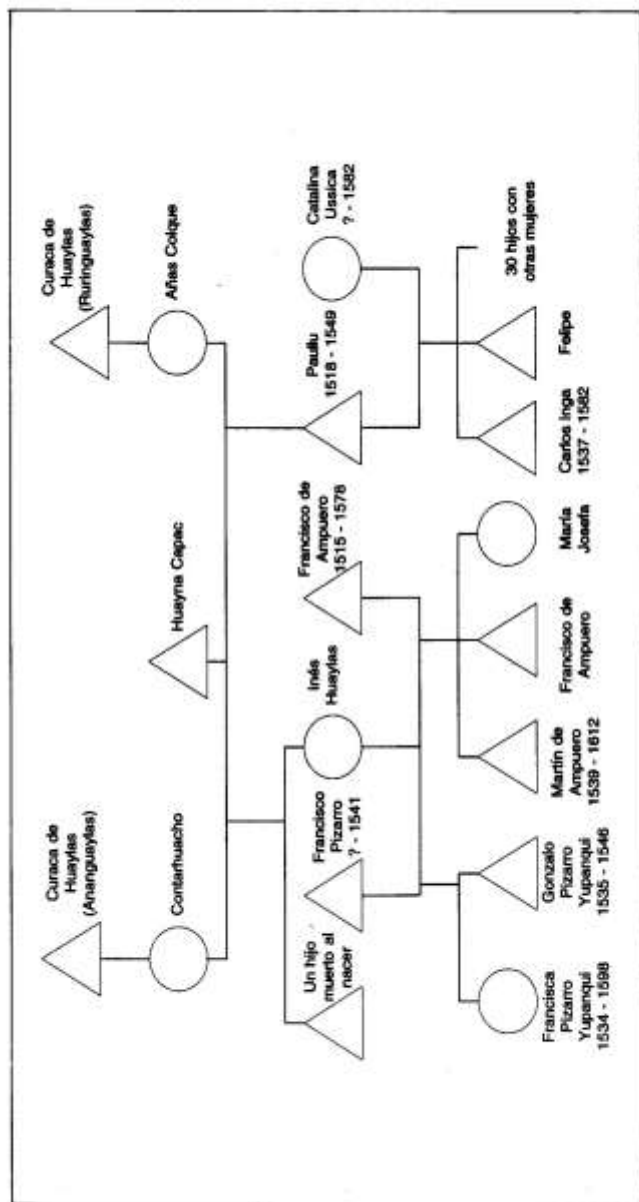 Curaca de
Huaylas
(Ananguaylas)
Curaca de
Huaylas
(Ruringuaylas)
Contarhuacho
Huayna Capac
Añas Colque
Un hijo
muerto al
nacer
Francisco
Pizarro
? - 1541
Inés
Huaylas
Francisco de
Ampuero
1515 - 1578
Paullu
1518 - 1549
Catalina
Ussica
? - 1582
Francisca
Pizarro
Yupanqui
1534 - 1598
Gonzalo
Pizarro
Yupanqui
1535 - 1546
Martín de
Ampuero
1539 - 1612
Francisco de
Ampuero
María
Josefa
Carlos Inga
1537 - 1582
Felipe
30 hijos con
otras mujeres